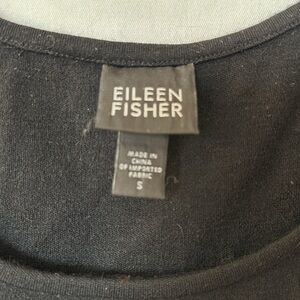 EILEEN
FISHER
MADE IN
CHINA
OF IMPORTED
FABRIC
S